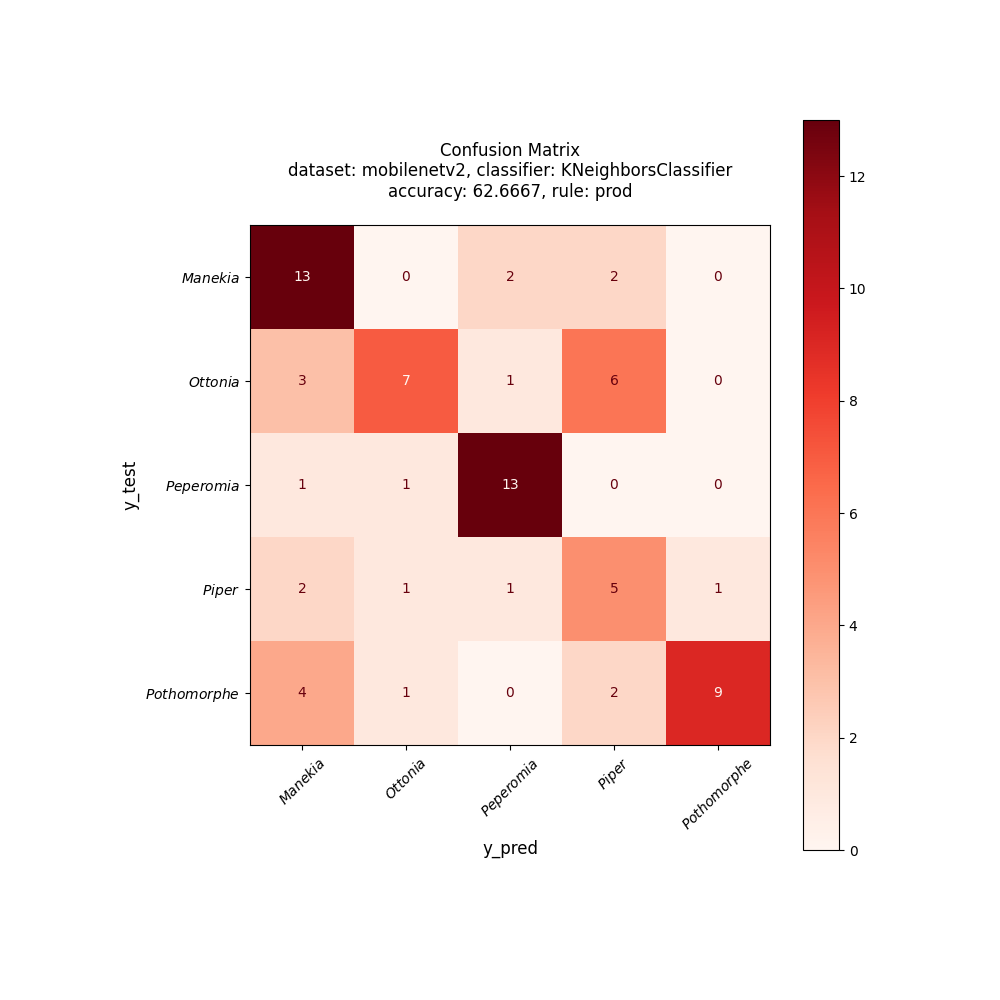 Confusion Matrix
dataset: mobilenetv2, classifier: KNeighborsClassifier
accuracy: 62.6667, rule: prod
y_test
Manekia 13 0 2 2 0
Ottonia 3 7 1 6 0
Peperomia 1 1 13 0 0
Piper 2 1 1 5 1
Pothomorphe 4 1 0 2 9
Manekia Ottonia Peperomia Piper Pothomorphe
y_pred
12
10
8
6
4
2
0